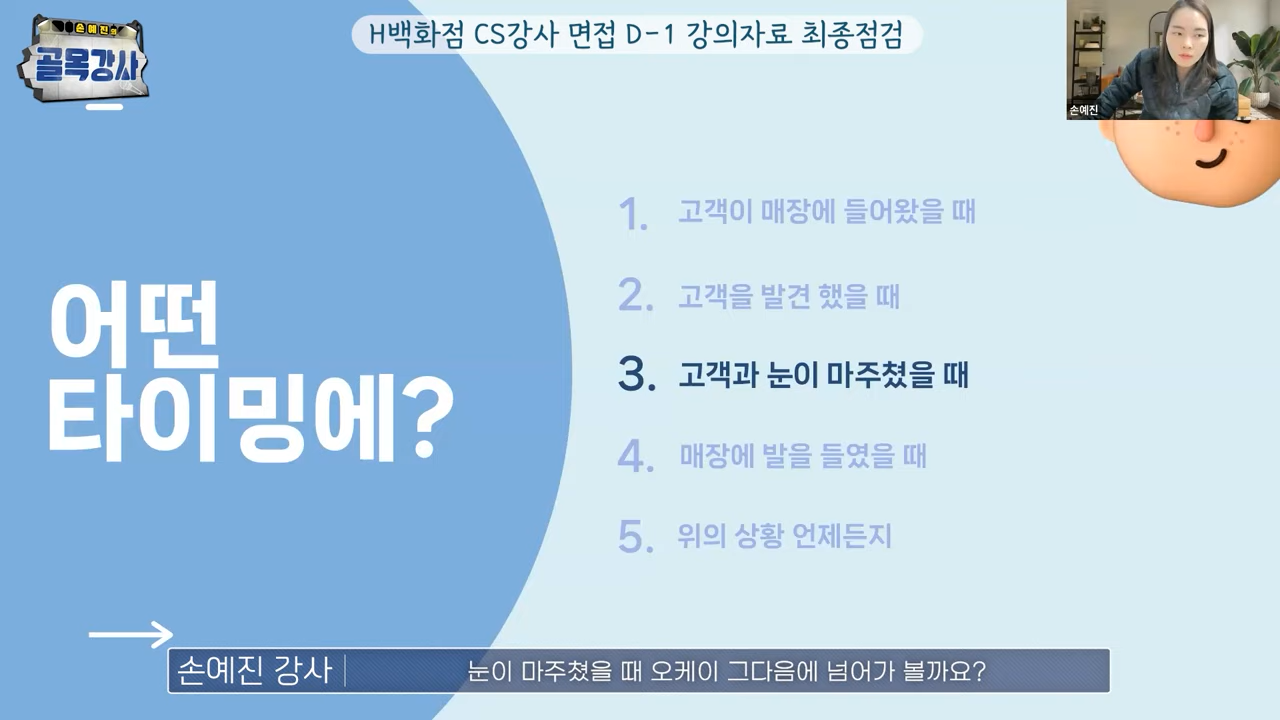 손예진의
골목강사
H백화점 CS강사 면접 D-1 강의자료 최종점검
손예진
어떤
타이밍에?
1. 고객이 매장에 들어왔을 때
2. 고객을 발견 했을 때
3. 고객과 눈이 마주쳤을 때
4. 매장에 발을 들였을 때
5. 위의 상황 언제든지
손예진 강사
눈이 마주쳤을 때 오케이 그다음에 넘어가 볼까요?